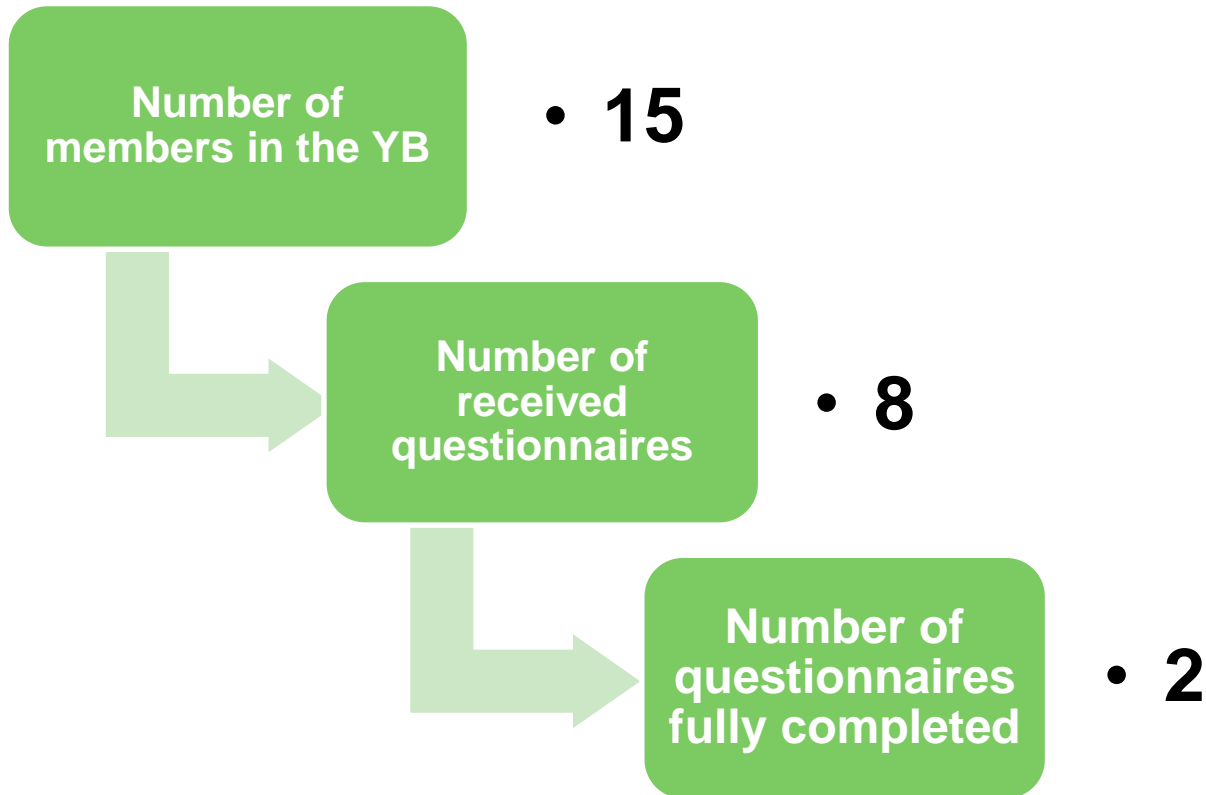 Number of
members in the YB
• 15
Number of
received
questionnaires
• 8
Number of
questionnaires
fully completed
• 2